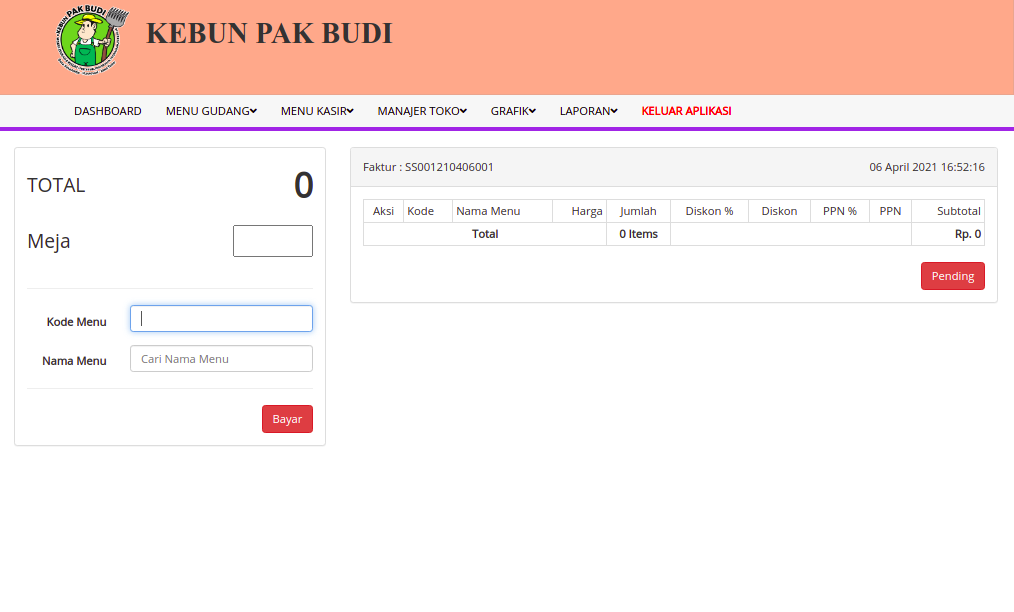 KEBUN PAK BUDI
KEBUN PAK BUDI
DASHBOARD MENU GUDANG MENU KASIR MANAJER TOKO GRAFIK LAPORAN KELUAR APLIKASI
TOTAL 0
Meja
Kode Menu
Nama Menu Cari Nama Menu
Bayar
Faktur : SS001210406001 06 April 2021 16:52:16
Aksi Kode Nama Menu Harga Jumlah Diskon % Diskon PPN % PPN Subtotal
Total 0 Items Rp. 0
Pending